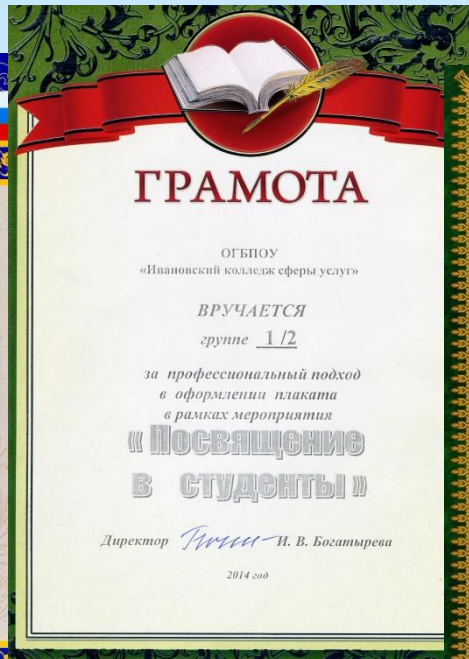 ГРАМОТА
ОГБПОУ
«Ивановский колледж сферы услуг»
ВРУЧАЕТСЯ
группе 1/2
за профессиональный подход
в оформлении плаката
в рамках мероприятия
« Посвящение
в студенты »
Директор И. В. Богатырева
2014 год